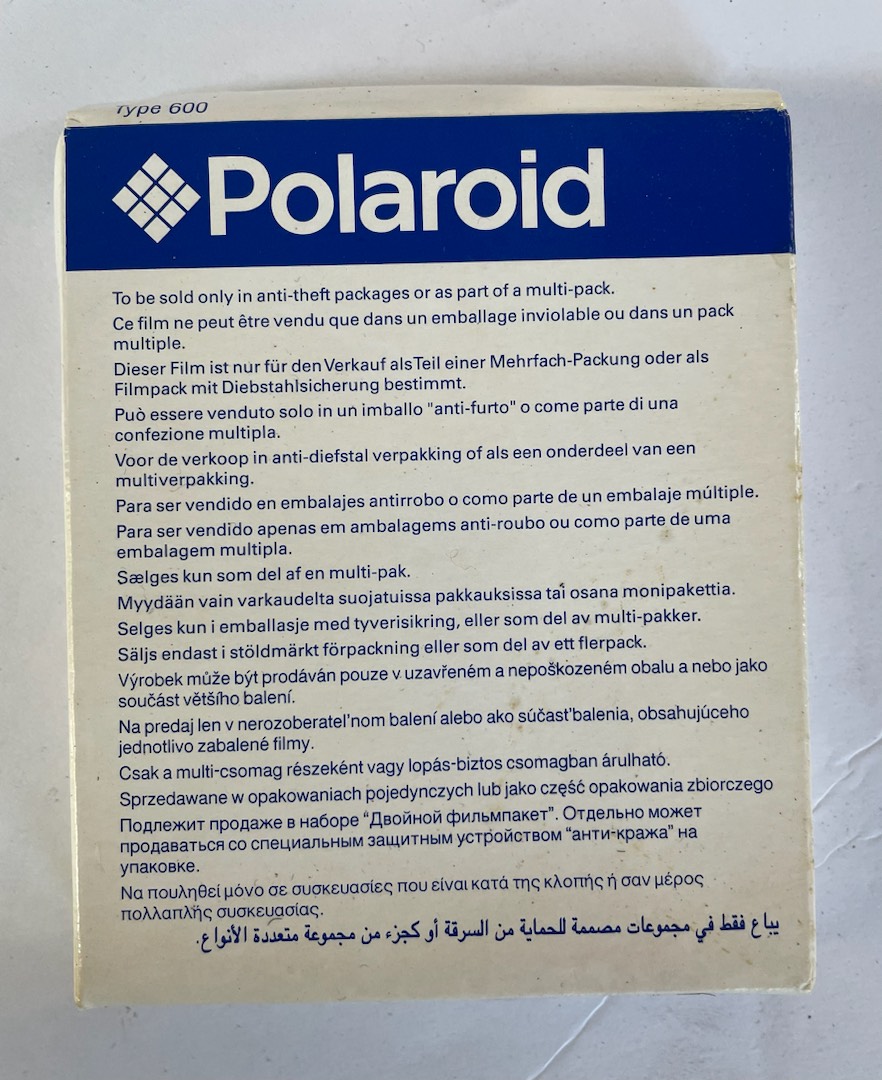 Type 600
Polaroid
To be sold only in anti-theft packages or as part of a multi-pack.
Ce film ne peut être vendu que dans un emballage inviolable ou dans un pack
multiple.
Dieser Film ist nur für den Verkauf als Teil einer Mehrfach-Packung oder als
Filmpack mit Diebstahlsicherung bestimmt.
Può essere venduto solo in un imballo "anti-furto" o come parte di una
confezione multipla.
Voor de verkoop in anti-diefstal verpakking of als een onderdeel van een
multiverpakking.
Para ser vendido en embalajes antirrobo o como parte de un embalaje múltiple.
Para ser vendido apenas em ambalagems anti-roubo ou como parte de uma
embalagem multipla.
Sælges kun som del af en multi-pak.
Myydään vain varkaudelta suojatuissa pakkauksissa tai osana monipakettia.
Selges kun i emballasje med tyverisikring, eller som del av multi-pakker.
Säljs endast i stöldmärkt förpackning eller som del av ett flerpack.
Výrobek může být prodáván pouze v uzavřeném a nepoškozeném obalu a nebo jako
součást většího balení.
Na predaj len v nerozoberatel'nom balení alebo ako súčast'balenia, obsahujúceho
jednotlivo zabalené filmy.
Csak a multi-csomag részeként vagy lopás-biztos csomagban árulható.
Sprzedawane w opakowaniach pojedynczych lub jako część opakowania zbiorczego
Подлежит продаже в наборе “Двойной фильмпакет”. Отдельно может
продаваться со специальным защитным устройством “анти-кража” на
упаковке.
Να πουληθεί μόνο σε συσκευασίες που είναι κατά της κλοπής ή σαν μέρος
πολλαπλής συσκευασίας.
يباع فقط في مجموعات مصممة للحماية من السرقة أو كجزء من مجموعة متعددة الأنواع.